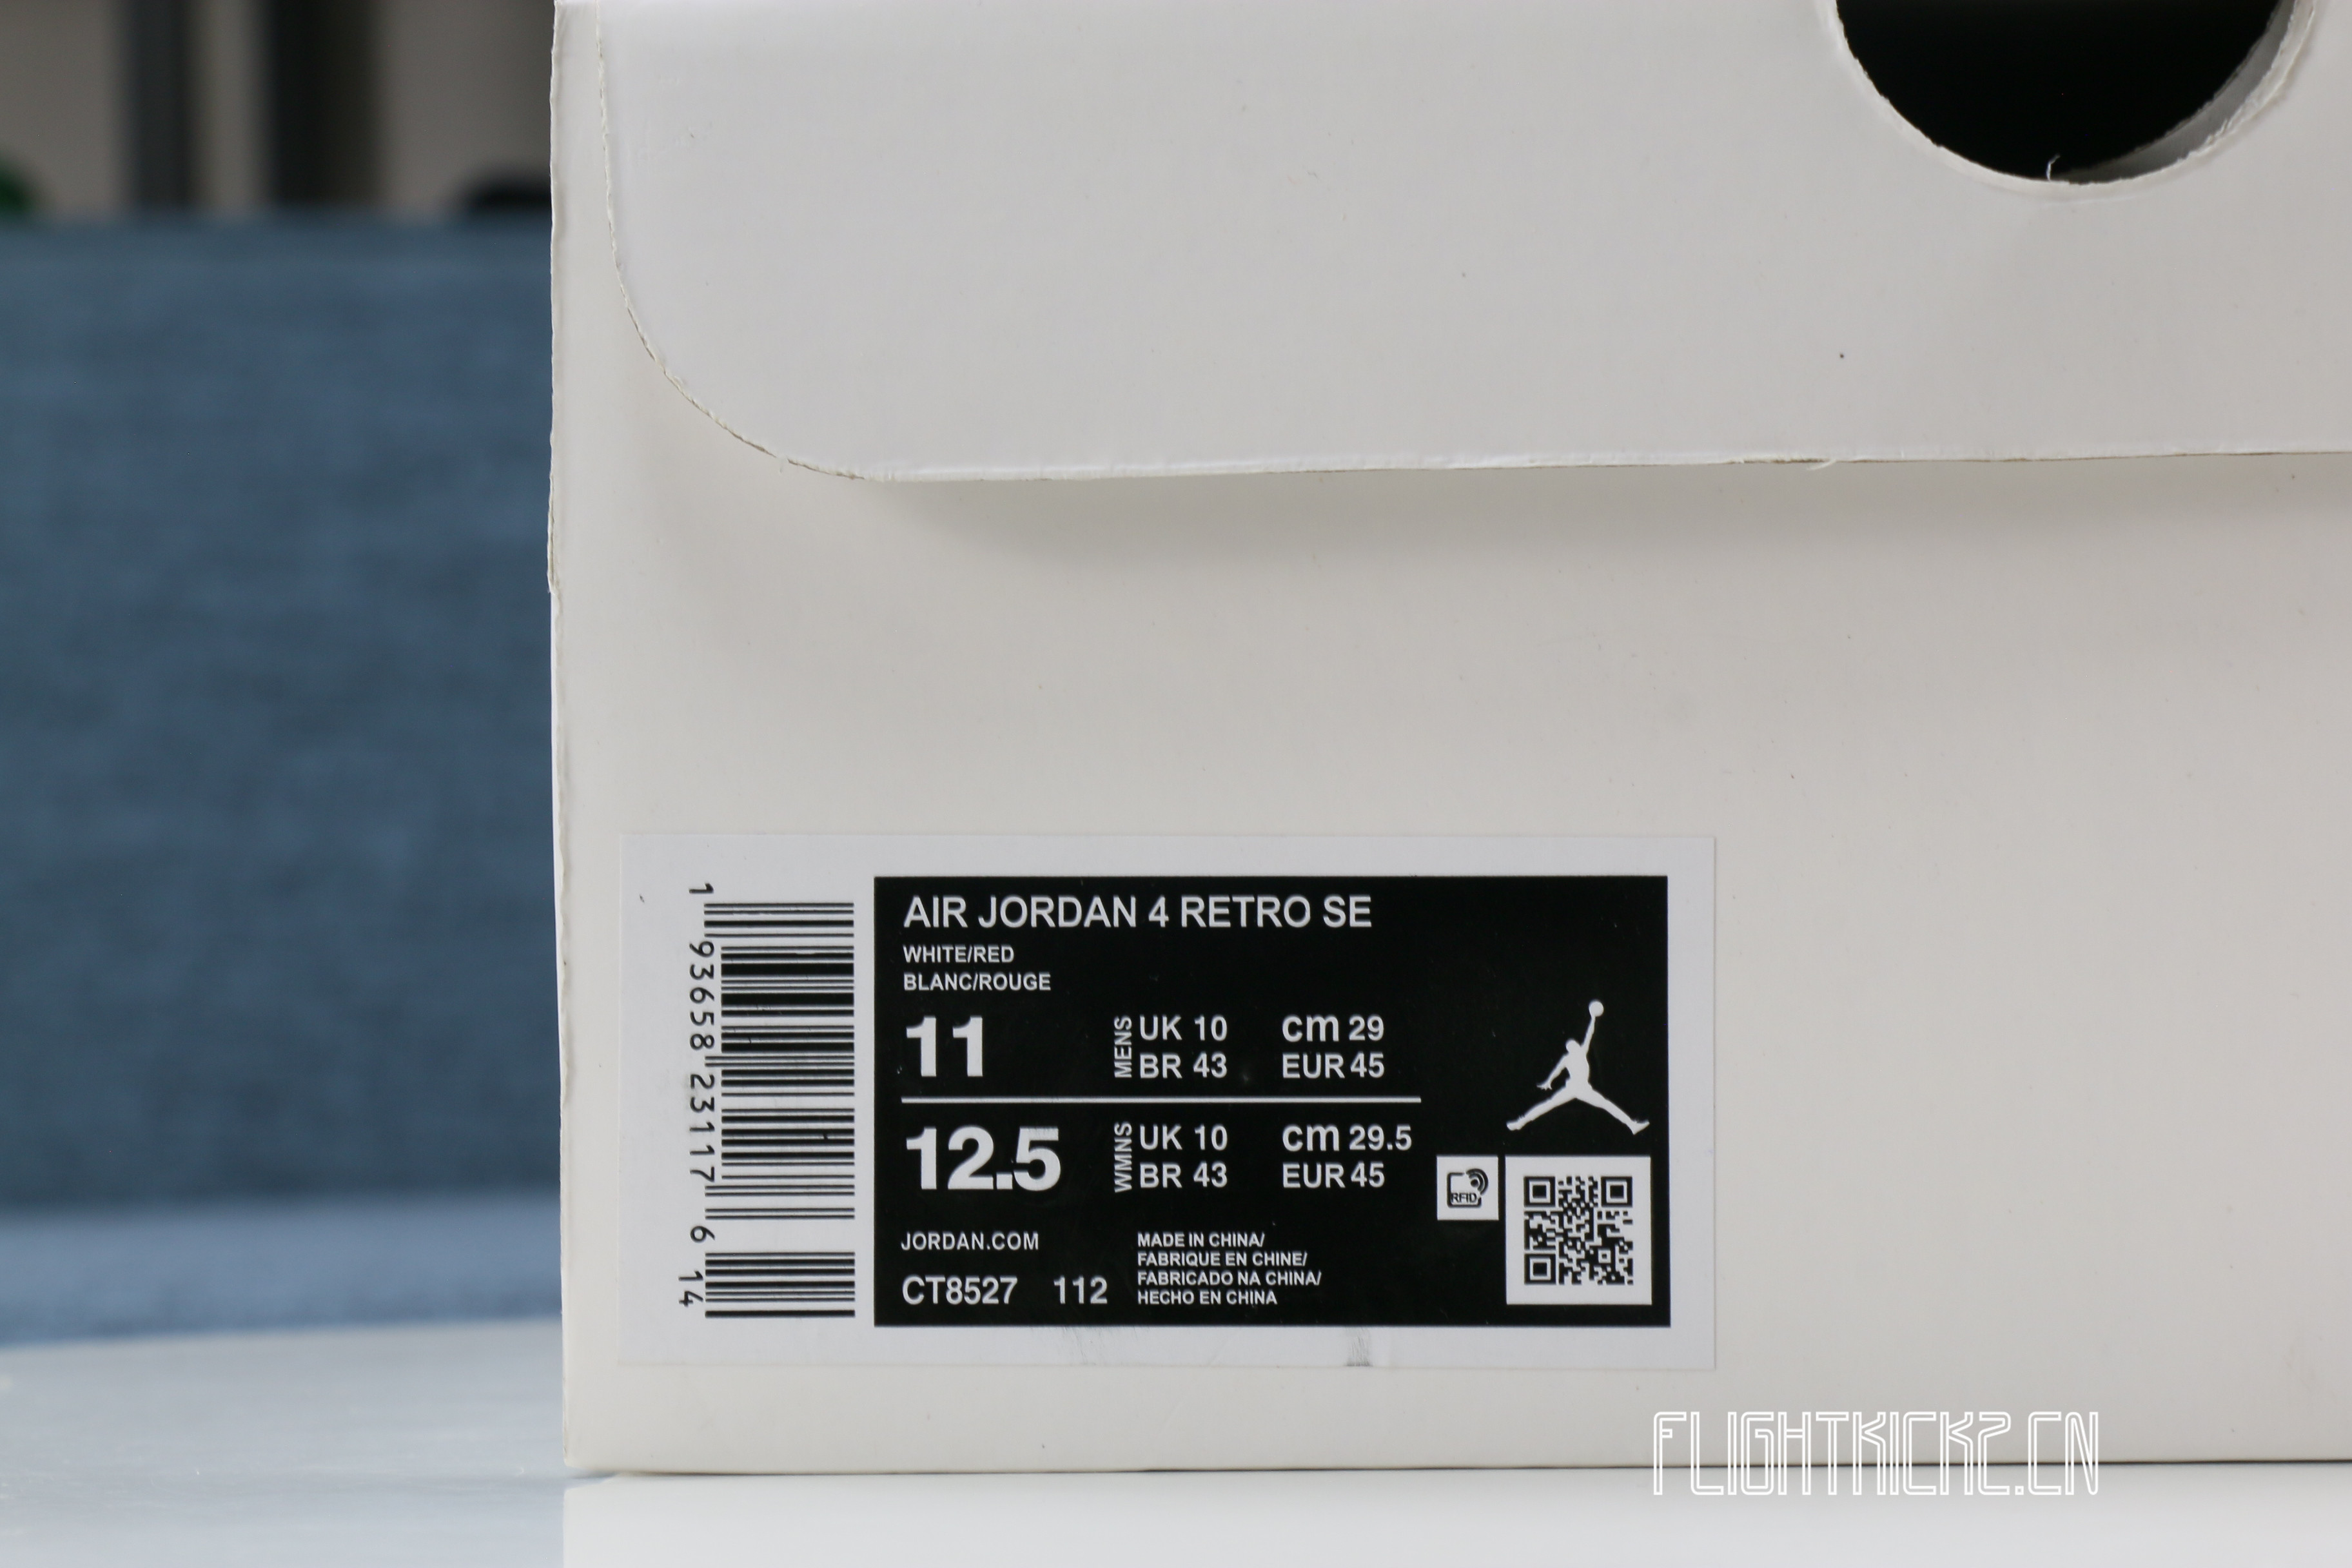 1 93658 23117 6 14
AIR JORDAN 4 RETRO SE
WHITE/RED
BLANC/ROUGE
11 MENS UK 10 cm 29
BR 43 EUR 45
12.5 WMNS UK 10 cm 29.5
BR 43 EUR 45
RFID
JORDAN.COM
CT8527 112
MADE IN CHINA/
FABRIQUE EN CHINE/
FABRICADO NA CHINA/
HECHO EN CHINA
FLIGHTKICKZ.CN